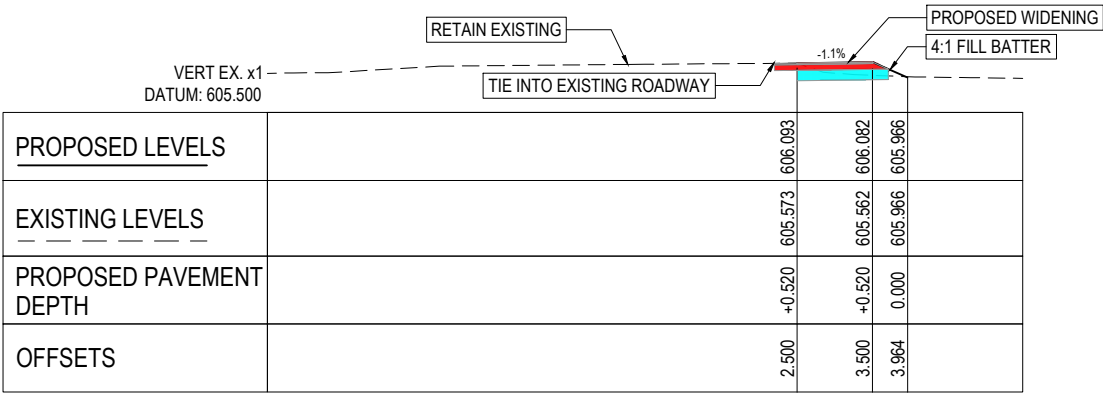 PROPOSED WIDENING
RETAIN EXISTING
-1.1%
4:1 FILL BATTER
VERT EX. x1
TIE INTO EXISTING ROADWAY
DATUM: 605.500
PROPOSED LEVELS
606.093
606.082
605.966
EXISTING LEVELS
605.573
605.562
605.966
PROPOSED PAVEMENT
DEPTH
+0.520
+0.520
0.000
OFFSETS
2.500
3.500
3.964